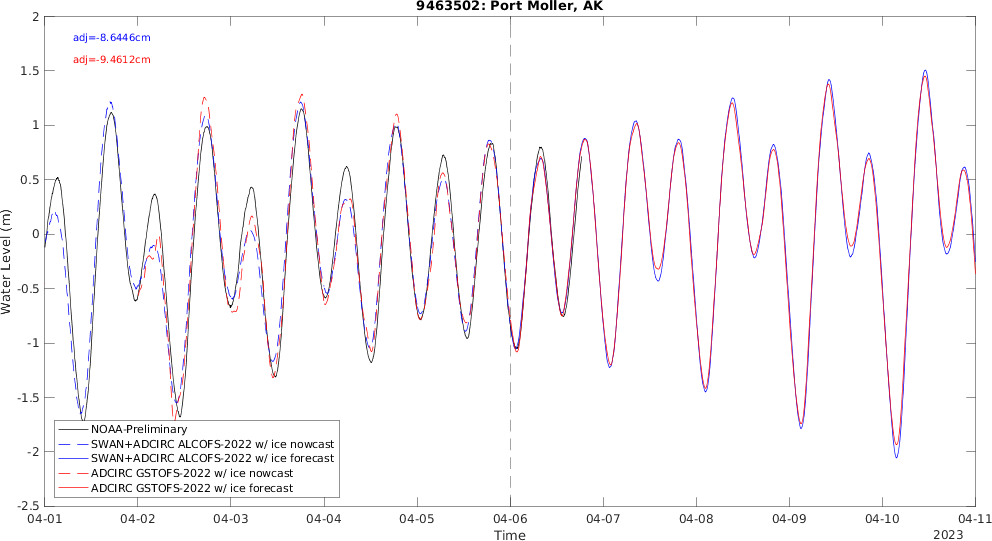 9463502: Port Moller, AK
adj=-8.6446cm
adj=-9.4612cm
Water Level (m)
2
1.5
1
0.5
0
-0.5
-1
-1.5
-2
-2.5
NOAA-Preliminary
SWAN+ADCIRC ALCOFS-2022 w/ ice nowcast
SWAN+ADCIRC ALCOFS-2022 w/ ice forecast
ADCIRC GSTOFS-2022 w/ ice nowcast
ADCIRC GSTOFS-2022 w/ ice forecast
04-01 04-02 04-03 04-04 04-05 04-06 04-07 04-08 04-09 04-10 04-11
Time
2023